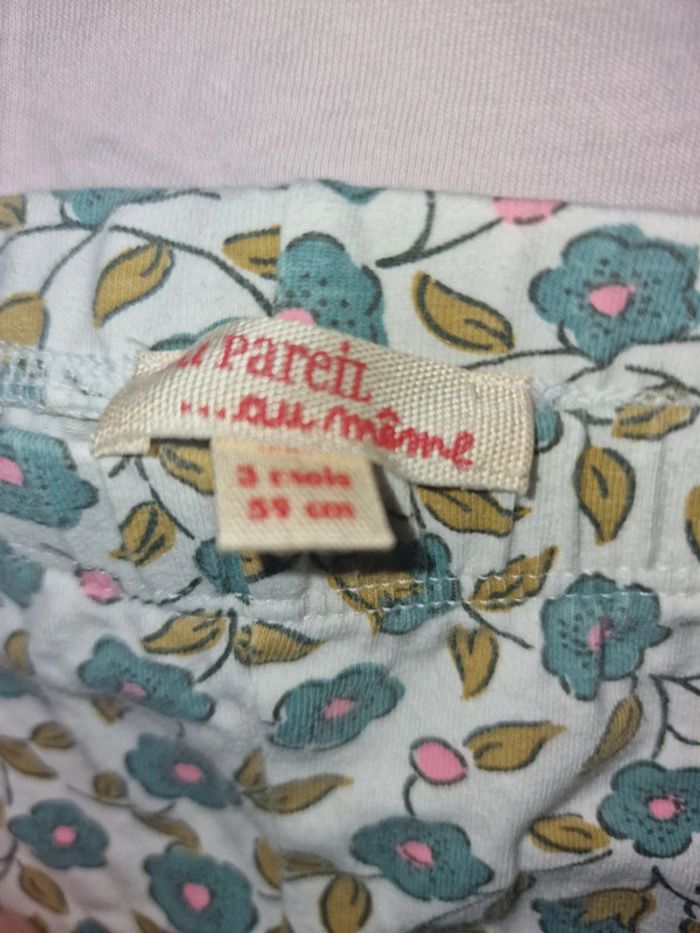 Pareil
...au même
3 mois
59 cm